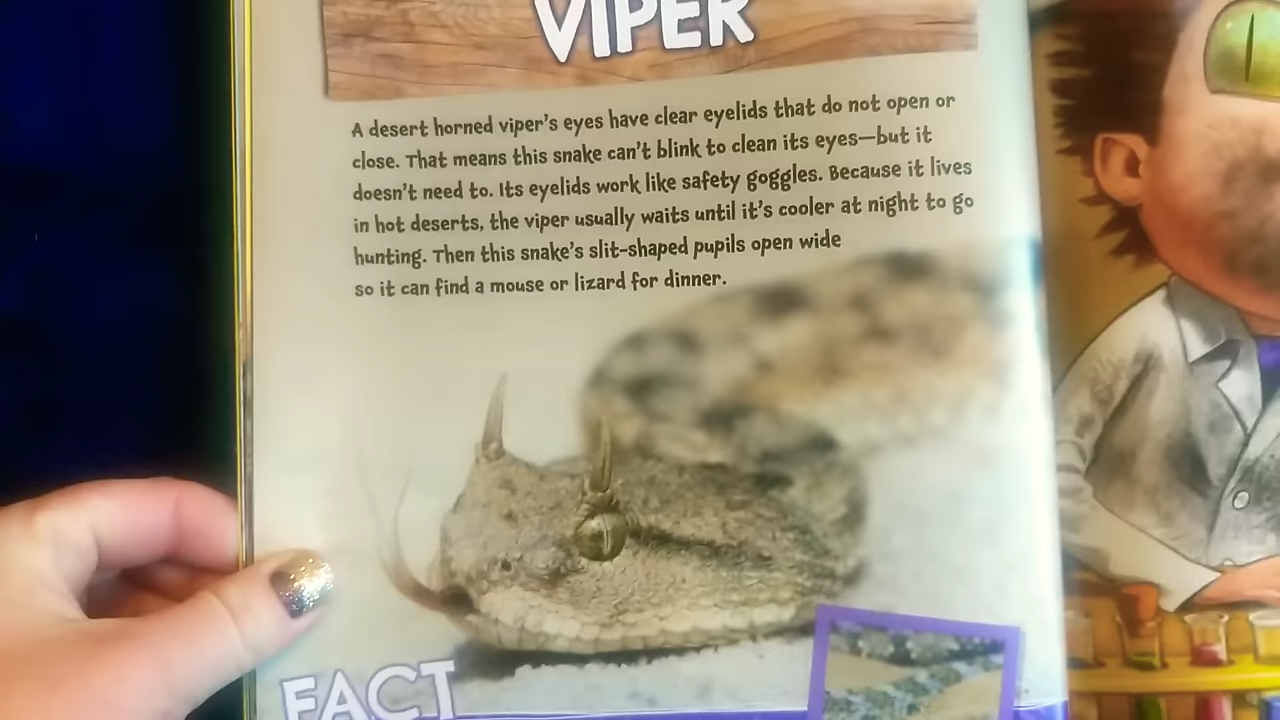 VIPER
A desert horned viper's eyes have clear eyelids that do not open or
close. That means this snake can't blink to clean its eyes—but it
doesn't need to. Its eyelids work like safety goggles. Because it lives
in hot deserts, the viper usually waits until it's cooler at night to go
hunting. Then this snake's slit-shaped pupils open wide
so it can find a mouse or lizard for dinner.
FACT